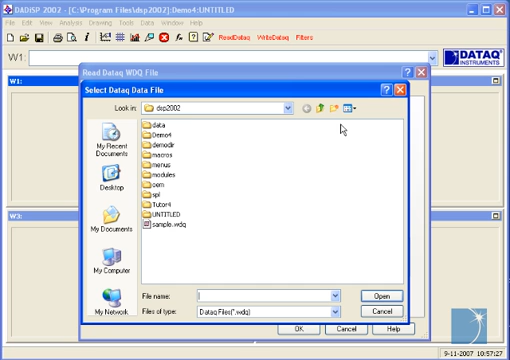 DADiSP 2002 - [C:\Program Files\dsp2002]:Demo4:UNTITLED
File Edit View Analysis Drawing Tools Data Window Help
ReadDataq WriteDataq Filters
W1:
DATAQ
INSTRUMENTS
W1:
Read Dataq WDQ File
Select Dataq Data File
Look in: dsp2002
data
Demo4
demodir
macros
menus
modules
oem
spl
Tutor4
UNTITLED
sample.wdq
My Recent
Documents
Desktop
My Documents
My Computer
My Network
File name: Open
Files of type: Dataq Files(*.wdq) Cancel
W3:
OK Cancel Help
9-11-2007 10:57:27